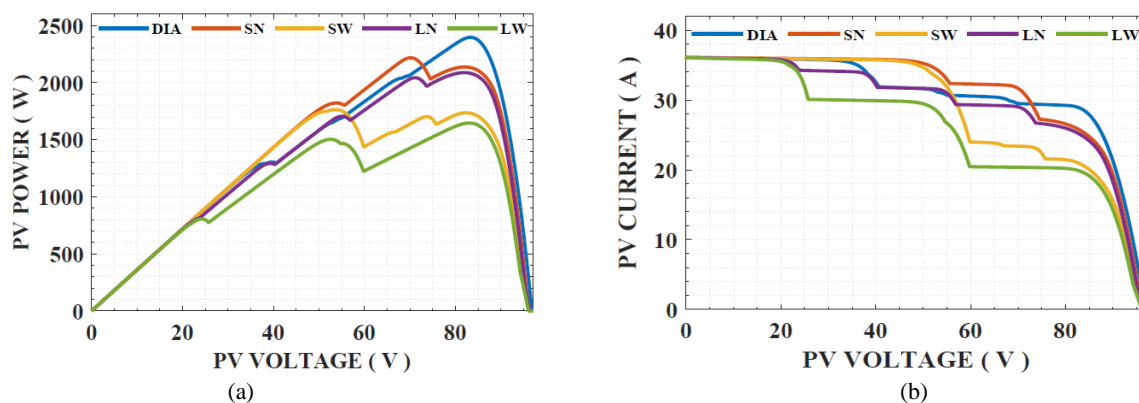 2500
2000
1500
1000
500
0
PV POWER ( W )
DIA SN SW LN LW
0 20 40 60 80
PV VOLTAGE ( V )
(a)
40
30
20
10
0
PV CURRENT ( A )
DIA SN SW LN LW
0 20 40 60 80
PV VOLTAGE ( V )
(b)